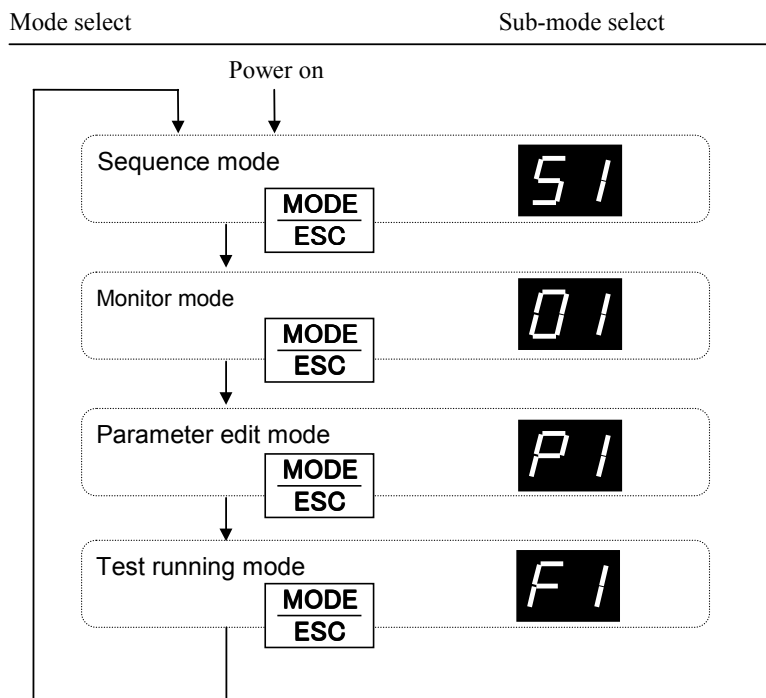 Mode select Sub-mode select
Power on
Sequence mode S1
MODE
ESC
Monitor mode 01
MODE
ESC
Parameter edit mode P1
MODE
ESC
Test running mode F1
MODE
ESC